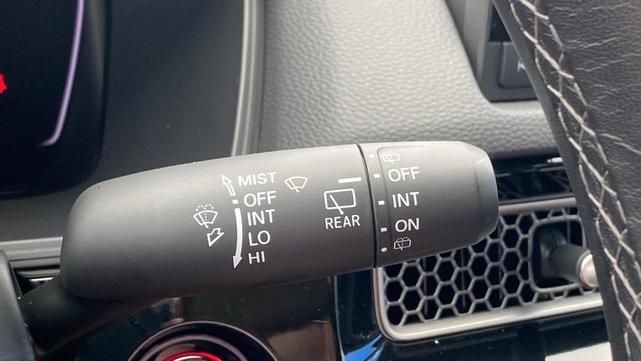 MIST
OFF
INT
LO
HI
REAR
OFF
INT
ON